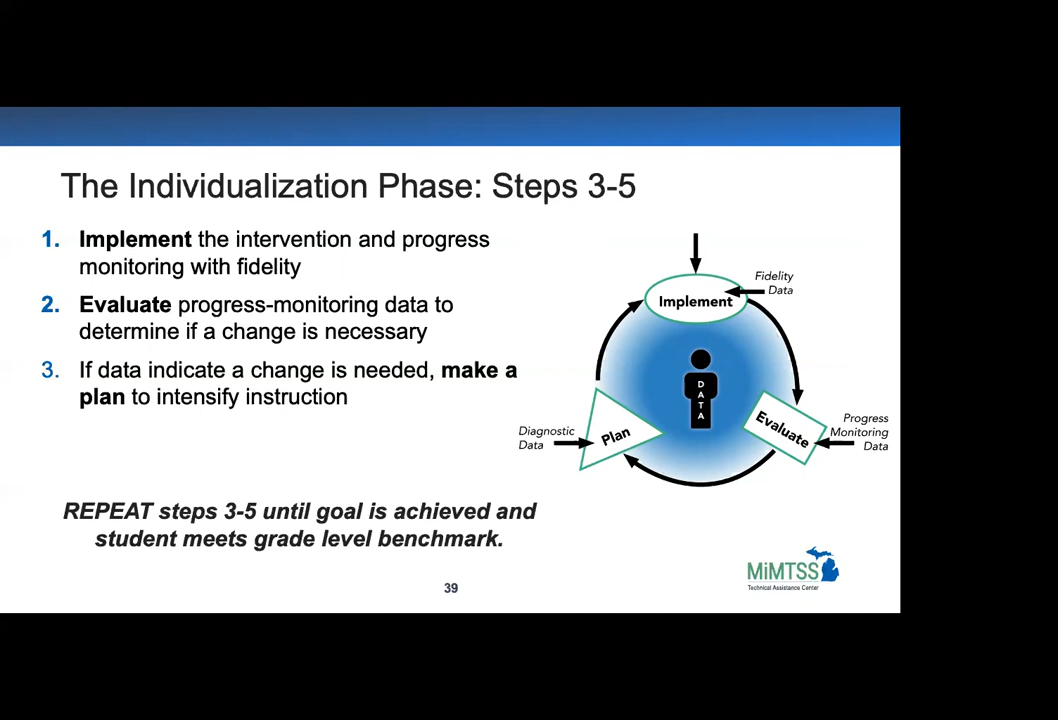 The Individualization Phase: Steps 3-5
1. Implement the intervention and progress
monitoring with fidelity
2. Evaluate progress-monitoring data to
determine if a change is necessary
3. If data indicate a change is needed, make a
plan to intensify instruction
REPEAT steps 3-5 until goal is achieved and
student meets grade level benchmark.
Implement
Fidelity
Data
DATA
Evaluate
Progress
Monitoring
Data
Plan
Diagnostic
Data
MiMTSS
Technical Assistance Center
39